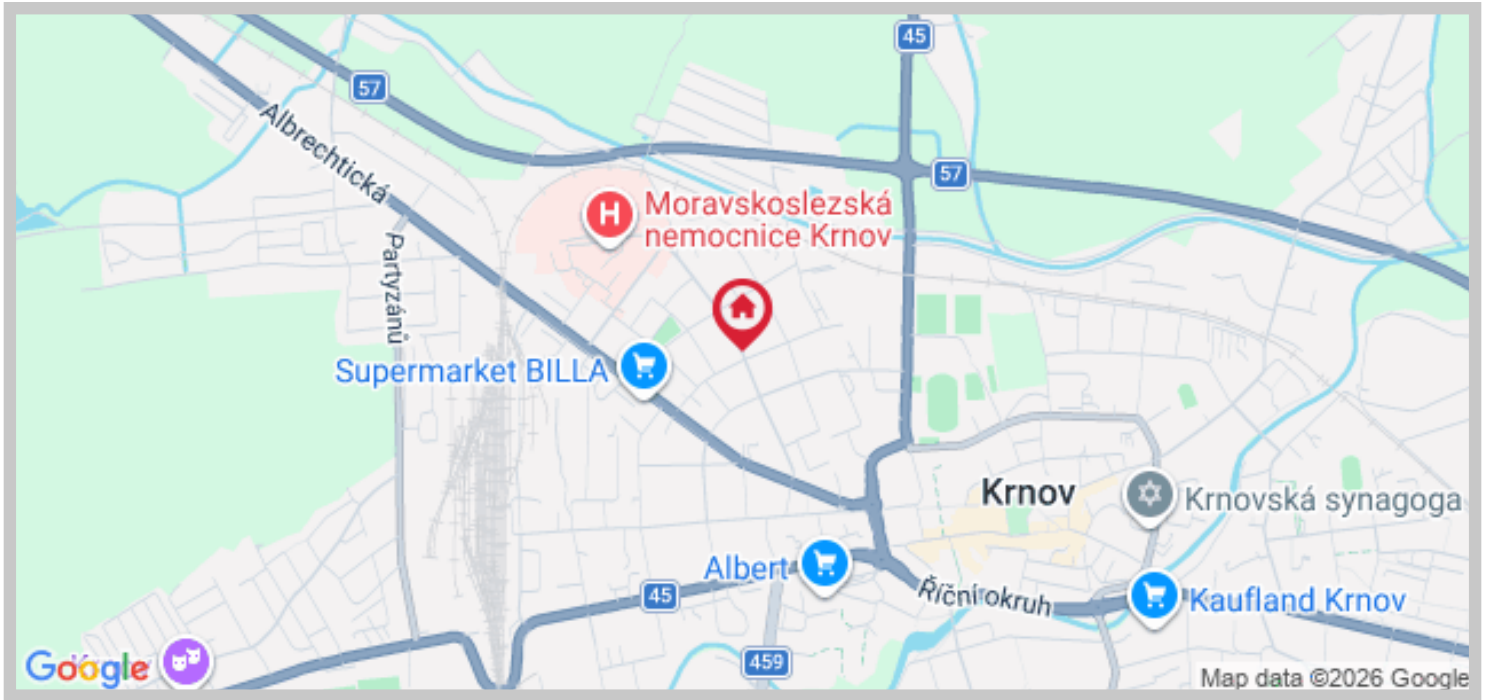 45
57
Albrechtická
57
Moravskoslezská
nemocnice Krnov
H
Partyzánů
Supermarket BILLA
Krnov
Krnovská synagoga
Albert
45
Říční okruh
Kaufland Krnov
459
Google
Map data ©2026 Google